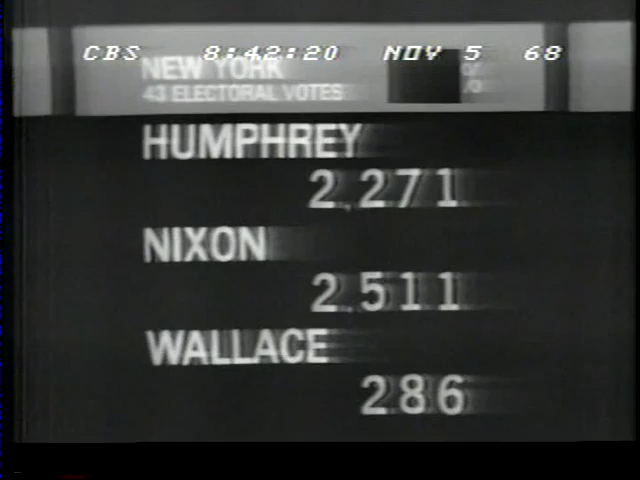 CBS 8:42:20 NOV 5 68
NEW YORK
43 ELECTORAL VOTES %
HUMPHREY
2,271
NIXON
2,511
WALLACE
286